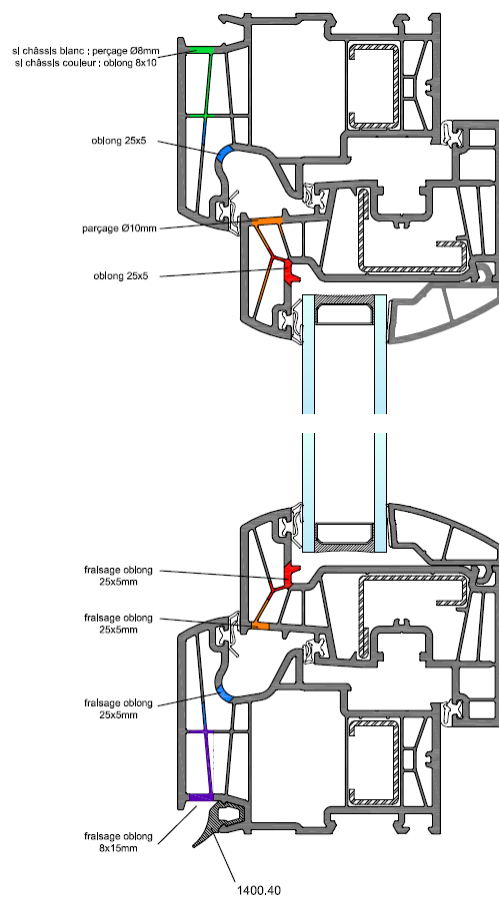 si châssis blanc : perçage Ø8mm
si châssis couleur : oblong 8x10
oblong 25x5
parçage Ø10mm
oblong 25x5
fraisage oblong
25x5mm
fraisage oblong
25x5mm
fraisage oblong
25x5mm
fraisage oblong
8x15mm
1400.40